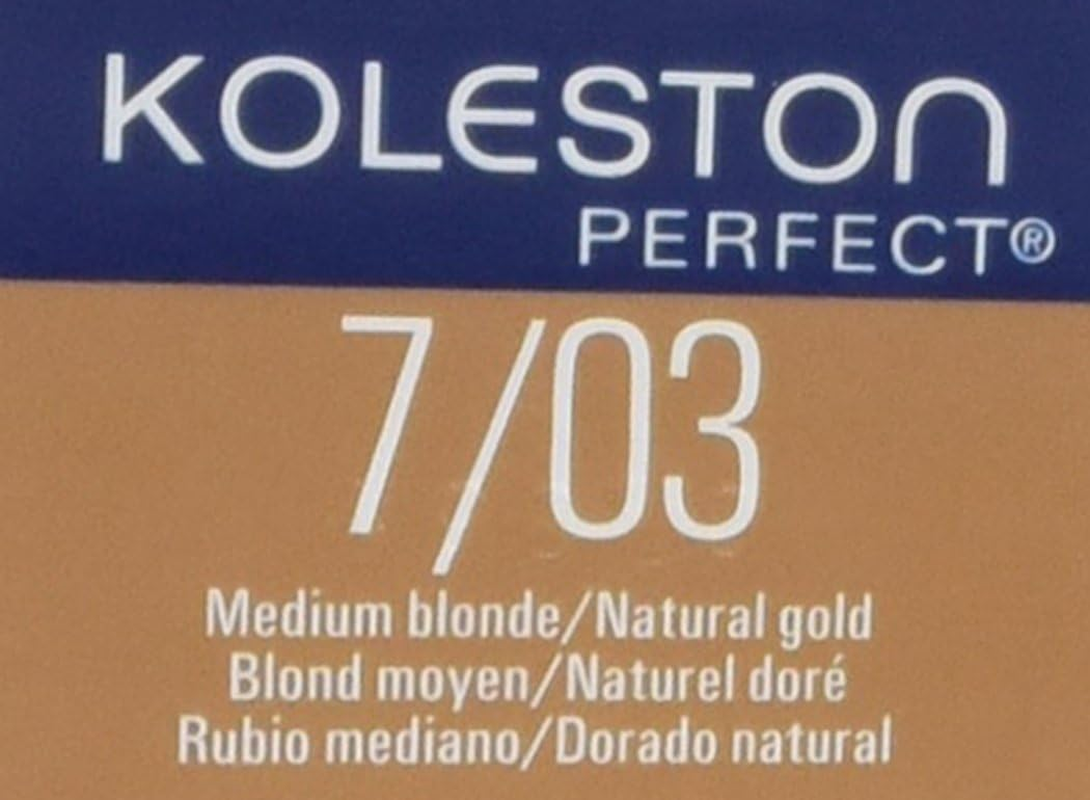 KOLESTON
PERFECT®
7/03
Medium blonde/Natural gold
Blond moyen/Naturel doré
Rubio mediano/Dorado natural